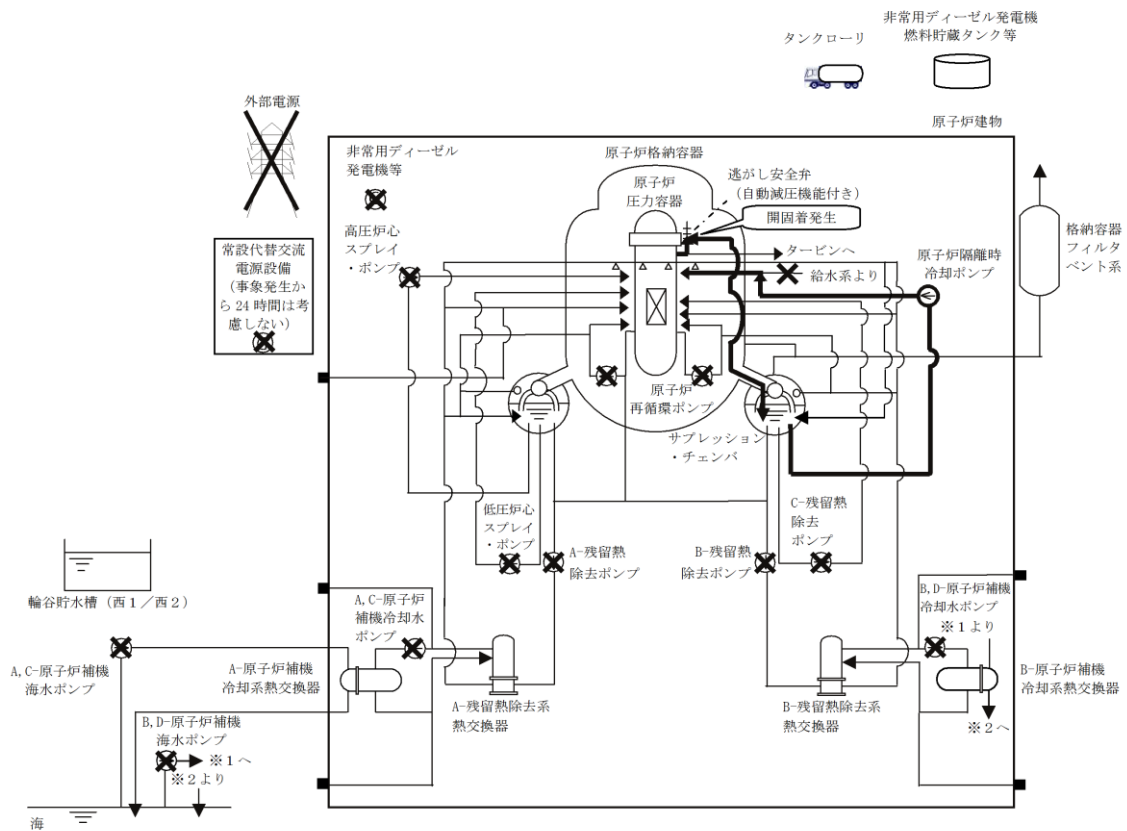 タンクローリ
非常用ディーゼル発電機
燃料貯蔵タンク等
外部電源
原子炉建物
非常用ディーゼル
発電機等
原子炉格納容器
原子炉
圧力容器
逃がし安全弁
（自動減圧機能付き）
開固着発生
高圧炉心
スプレイ
・ポンプ
常設代替交流
電源設備
（事象発生か
ら24時間は考
慮しない）
タービンへ
給水系より
原子炉隔離時
冷却ポンプ
格納容器
フィルタ
ベント系
原子炉
再循環ポンプ
サプレッション
・チェンバ
低圧炉心
スプレイ
・ポンプ
A-残留熱
除去ポンプ
B-残留熱
除去ポンプ
C-残留熱
除去
ポンプ
輪谷貯水槽（西1／西2）
A,C-原子炉
補機冷却水
ポンプ
B,D-原子炉補機
冷却水ポンプ
※1より
A,C-原子炉補機
海水ポンプ
A-原子炉補機
冷却系熱交換器
A-残留熱除去系
熱交換器
B-残留熱除去系
熱交換器
B-原子炉補機
冷却系熱交換器
※2へ
B,D-原子炉補機
海水ポンプ
※1へ
※2より
海